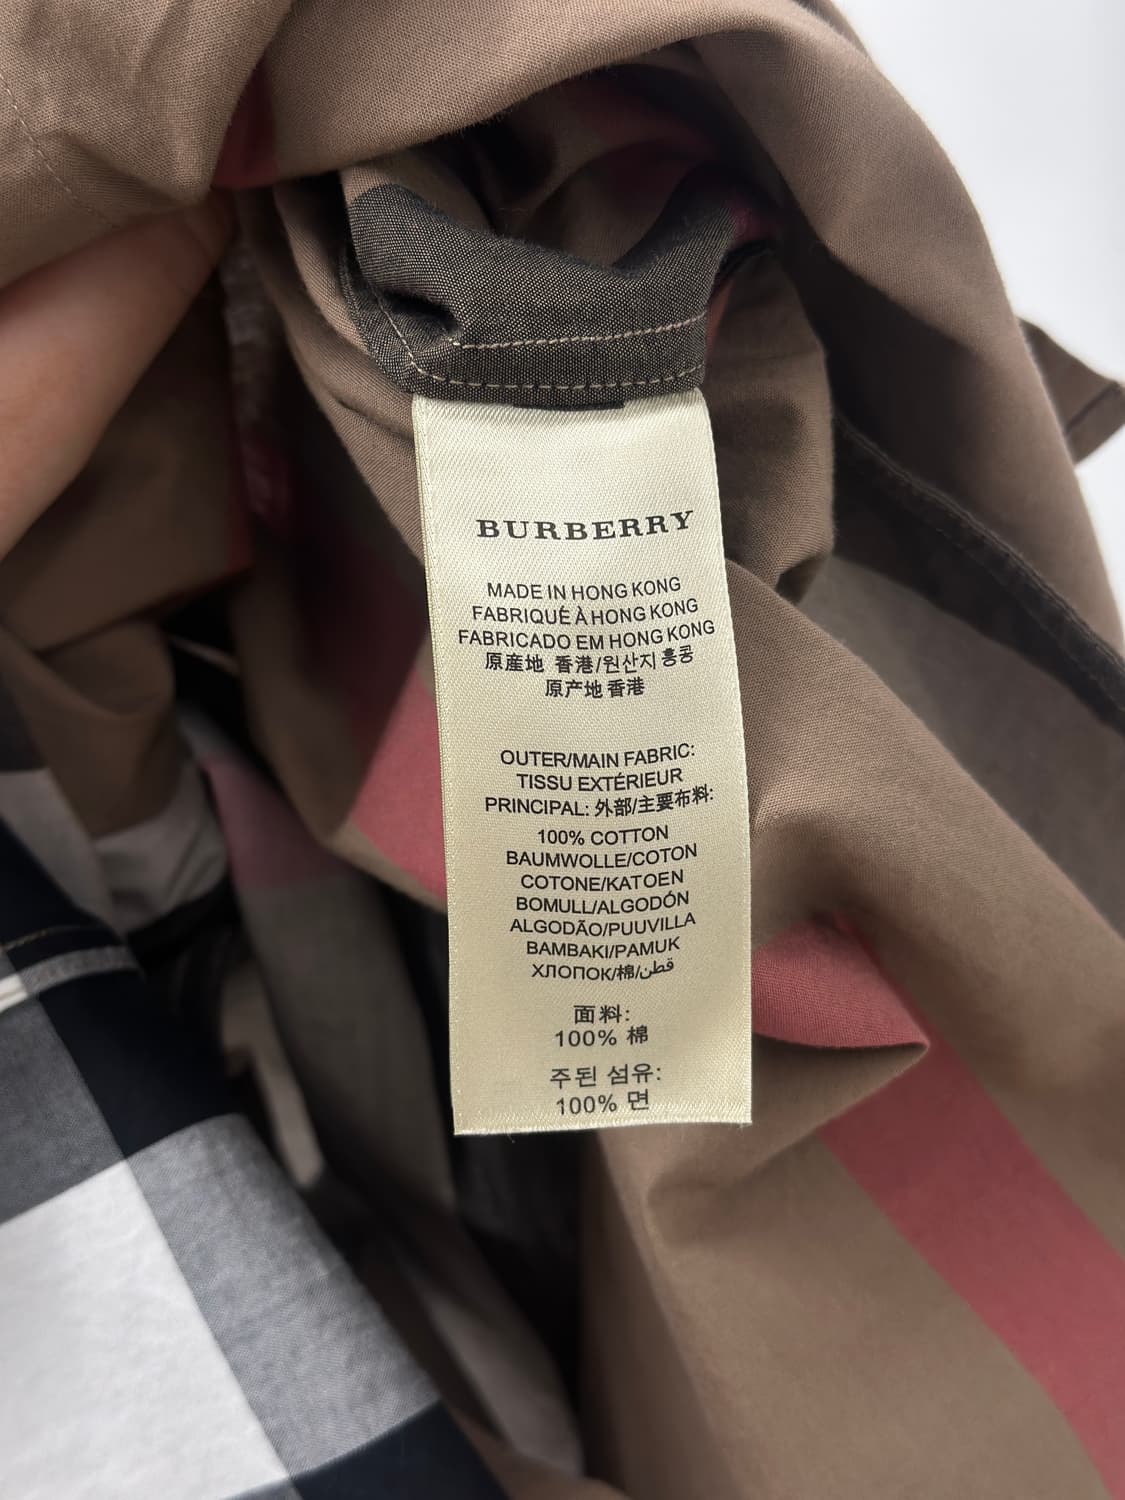 BURBERRY
MADE IN HONG KONG
FABRIQUÉ À HONG KONG
FABRICADO EM HONG KONG
原産地 香港/원산지 홍콩
原产地 香港
OUTER/MAIN FABRIC:
TISSU EXTÉRIEUR
PRINCIPAL: 外部/主要布料:
100% COTTON
BAUMWOLLE/COTON
COTONE/KATOEN
BOMULL/ALGODÓN
ALGODÃO/PUUVILLA
BAMBAKI/PAMUK
ХЛОПОК/棉/قطن
面料:
100% 棉
주된 섬유:
100% 면